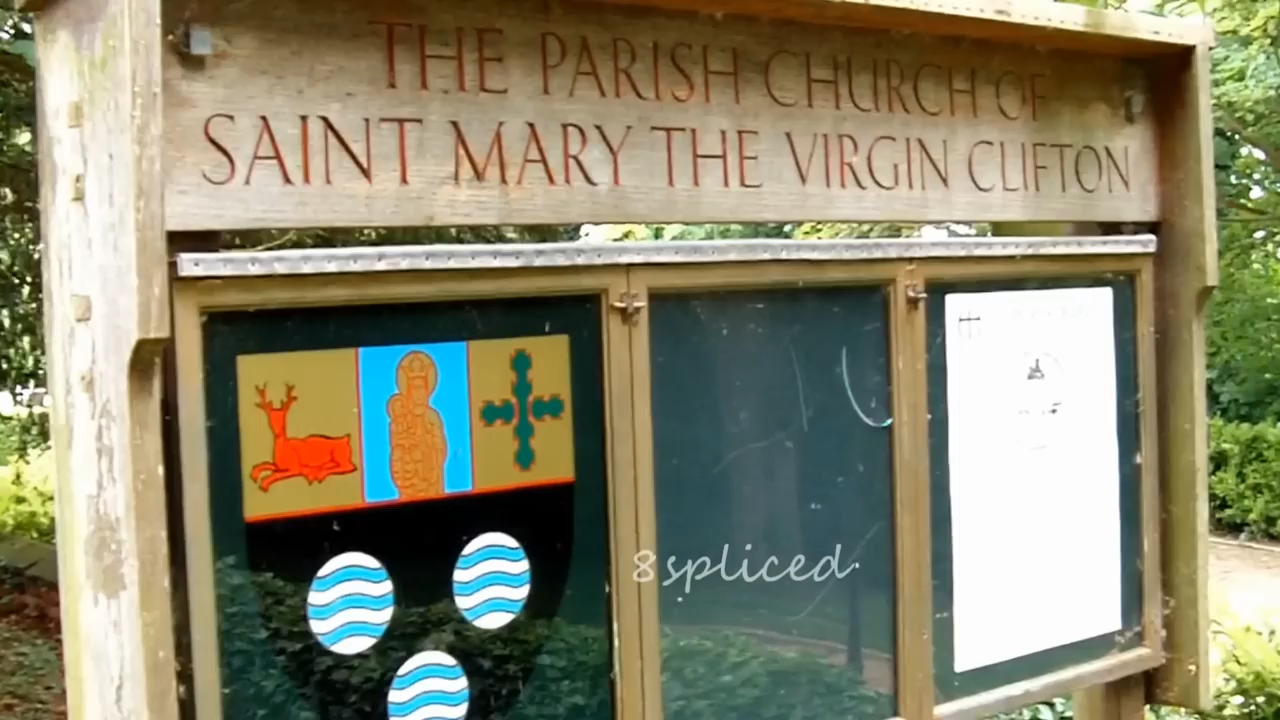 THE PARISH CHURCH OF
SAINT MARY THE VIRGIN CLIFTON
8spliced